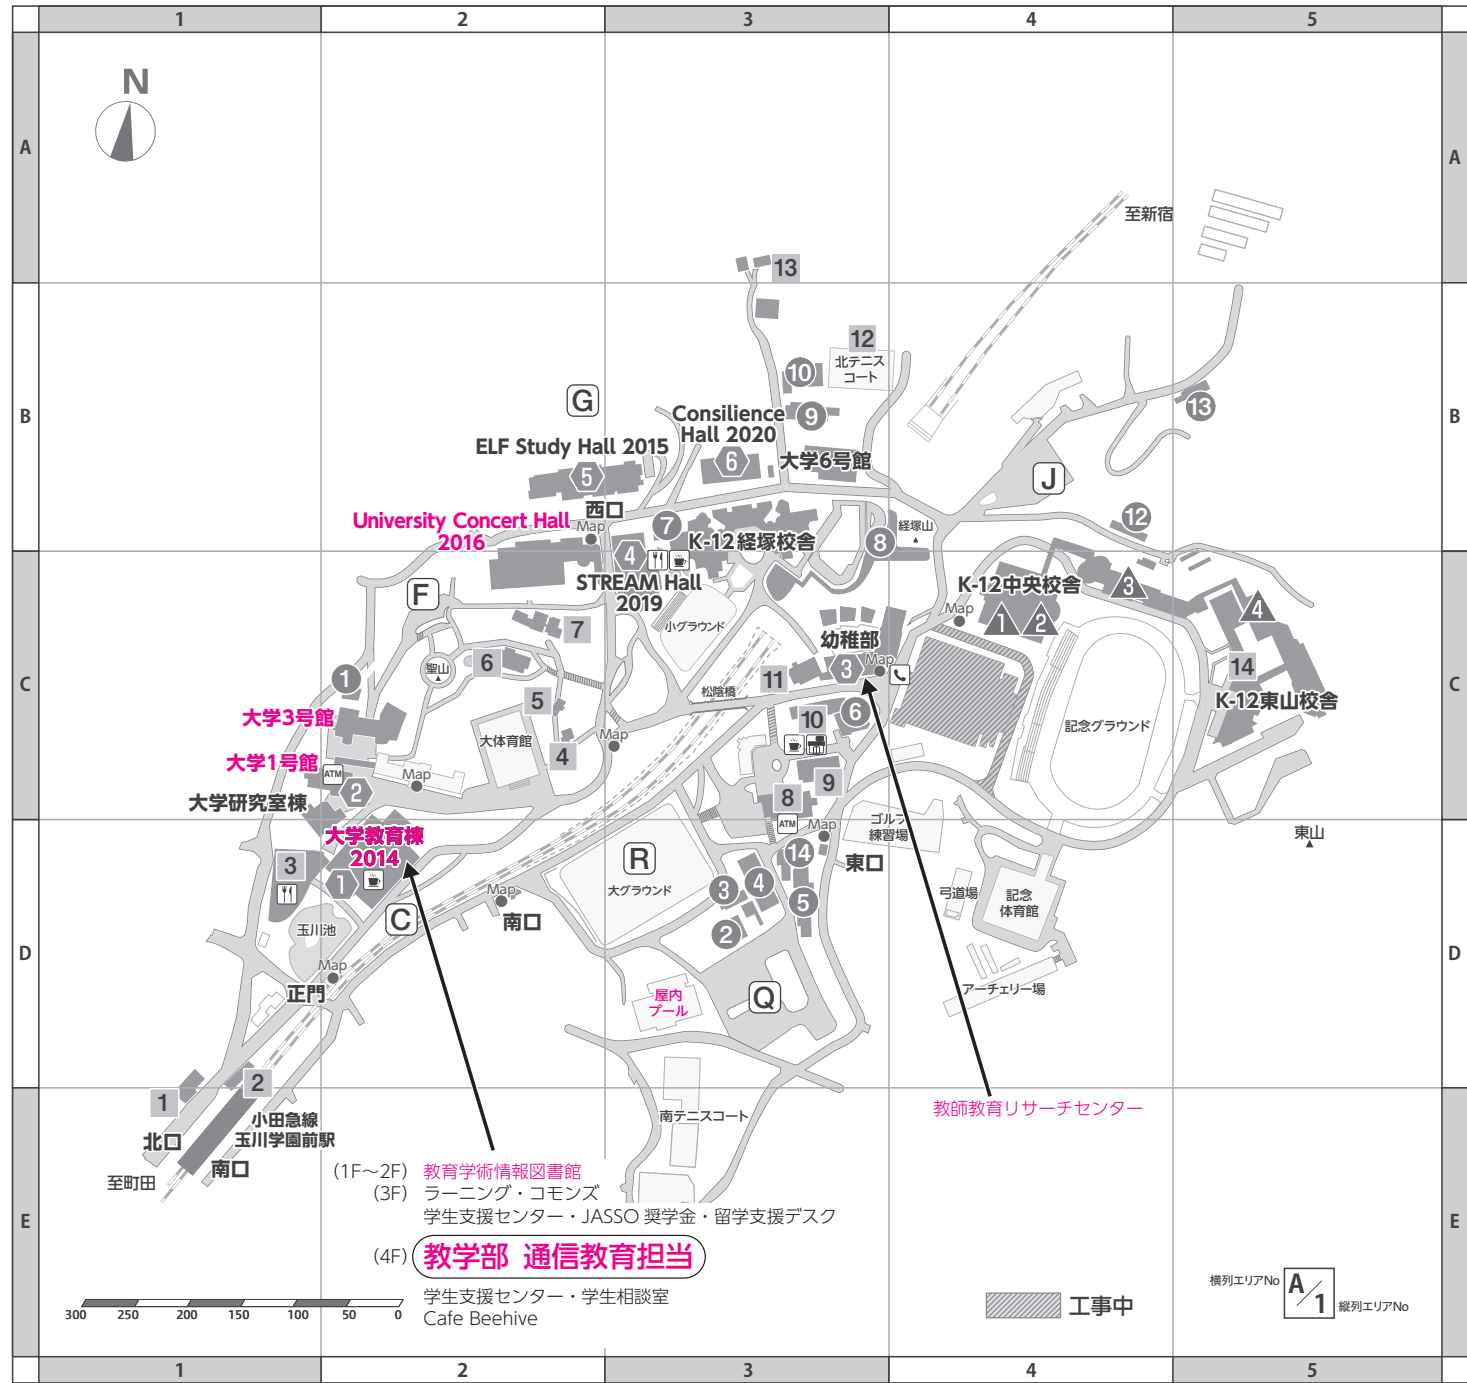 1 2 3 4 5
N
A A
至新宿
13
12
北テニス
コート
10
B B
G
9
13
Consilience
Hall 2020
ELF Study Hall 2015
6
大学6号館
5
J
西口
University Concert Hall
2016
Map
7
12
K-12 経塚校舎
8
経塚山
4
STREAM Hall
2019
K-12中央校舎
3
F
Map
1 2
4
7
小グラウンド
幼稚部
6
聖山
11
3
Map
14
1
松陰橋
C C
K-12東山校舎
5
大学3号館
大体育館
10
6
記念グラウンド
4
Map
大学1号館
ATM
Map
2
9
大学研究室棟
8
ATM
Map
ゴルフ
練習場
東山
大学教育棟
2014
R
東口
14
3
1
大グラウンド
3
4
5
弓道場
記念
体育館
Map
C
南口
玉川池
2
D D
Map
正門
屋内
プール
Q
アーチェリー場
2
1
小田急線
玉川学園前駅
北口
南口
至町田
南テニスコート
教師教育リサーチセンター
(1F〜2F) 教育学術情報図書館
(3F) ラーニング・コモンズ
学生支援センター・JASSO 奨学金・留学支援デスク
E E
(4F) 教学部 通信教育担当
学生支援センター・学生相談室
Cafe Beehive
300 250 200 150 100 50 0
工事中
横列エリアNo A/1 縦列エリアNo
1 2 3 4 5